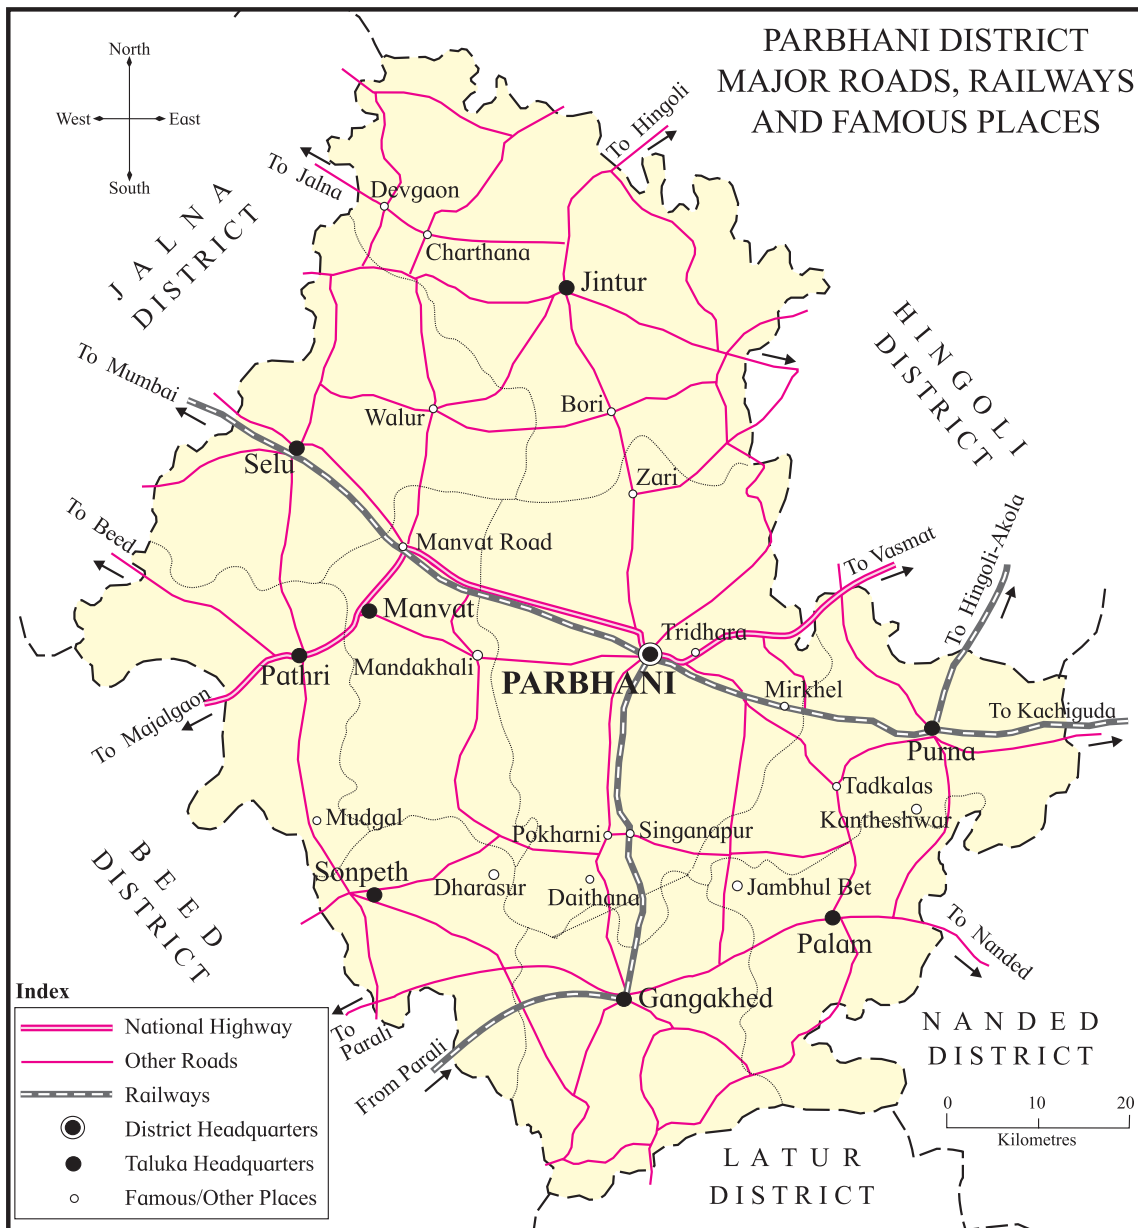 PARBHANI DISTRICT
MAJOR ROADS, RAILWAYS
AND FAMOUS PLACES
North
West
East
South
To Hingoli
To Jalna
Devgaon
Charthana
JALNA
DISTRICT
Jintur
HINGOLI
DISTRICT
To Mumbai
Walur
Bori
Selu
Zari
To Beed
Manvat Road
To Vasmat
To Hingoli-Akola
Manvat
Tridhara
Mandakhali
Pathri
PARBHANI
Mirkhel
To Kachiguda
To Majalgaon
Purna
Tadkalas
Kantheshwar
Mudgal
Pokharni
Singanapur
BEED
DISTRICT
Sonpeth
Dharasur
Daithana
Jambhul Bet
Palam
To Nanded
Gangakhed
To
Parali
From Parali
NANDED
DISTRICT
LATUR
DISTRICT
Index
National Highway
Other Roads
Railways
District Headquarters
Taluka Headquarters
Famous/Other Places
0 10 20
Kilometres